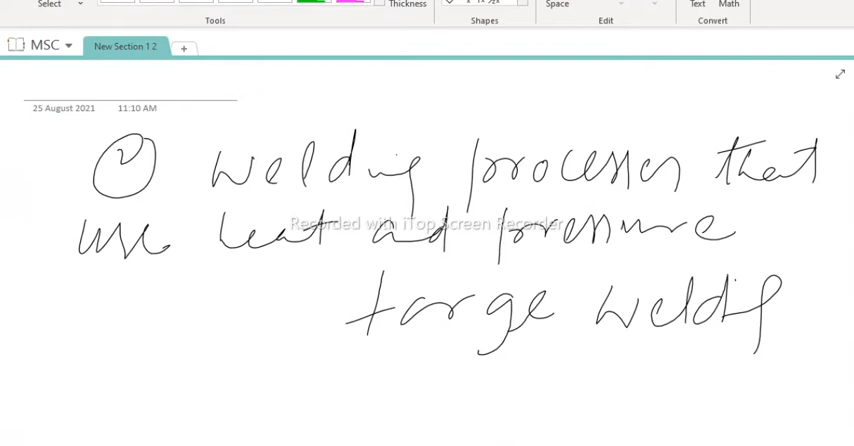 Select
Thickness
Space
Text Math
Tools
Shapes
Edit
Convert
MSC
New Section 1 2
25 August 2021 11:10 AM
welding processes that
use heat and pressure
Recorded with iTop Screen Recorder
forge welding